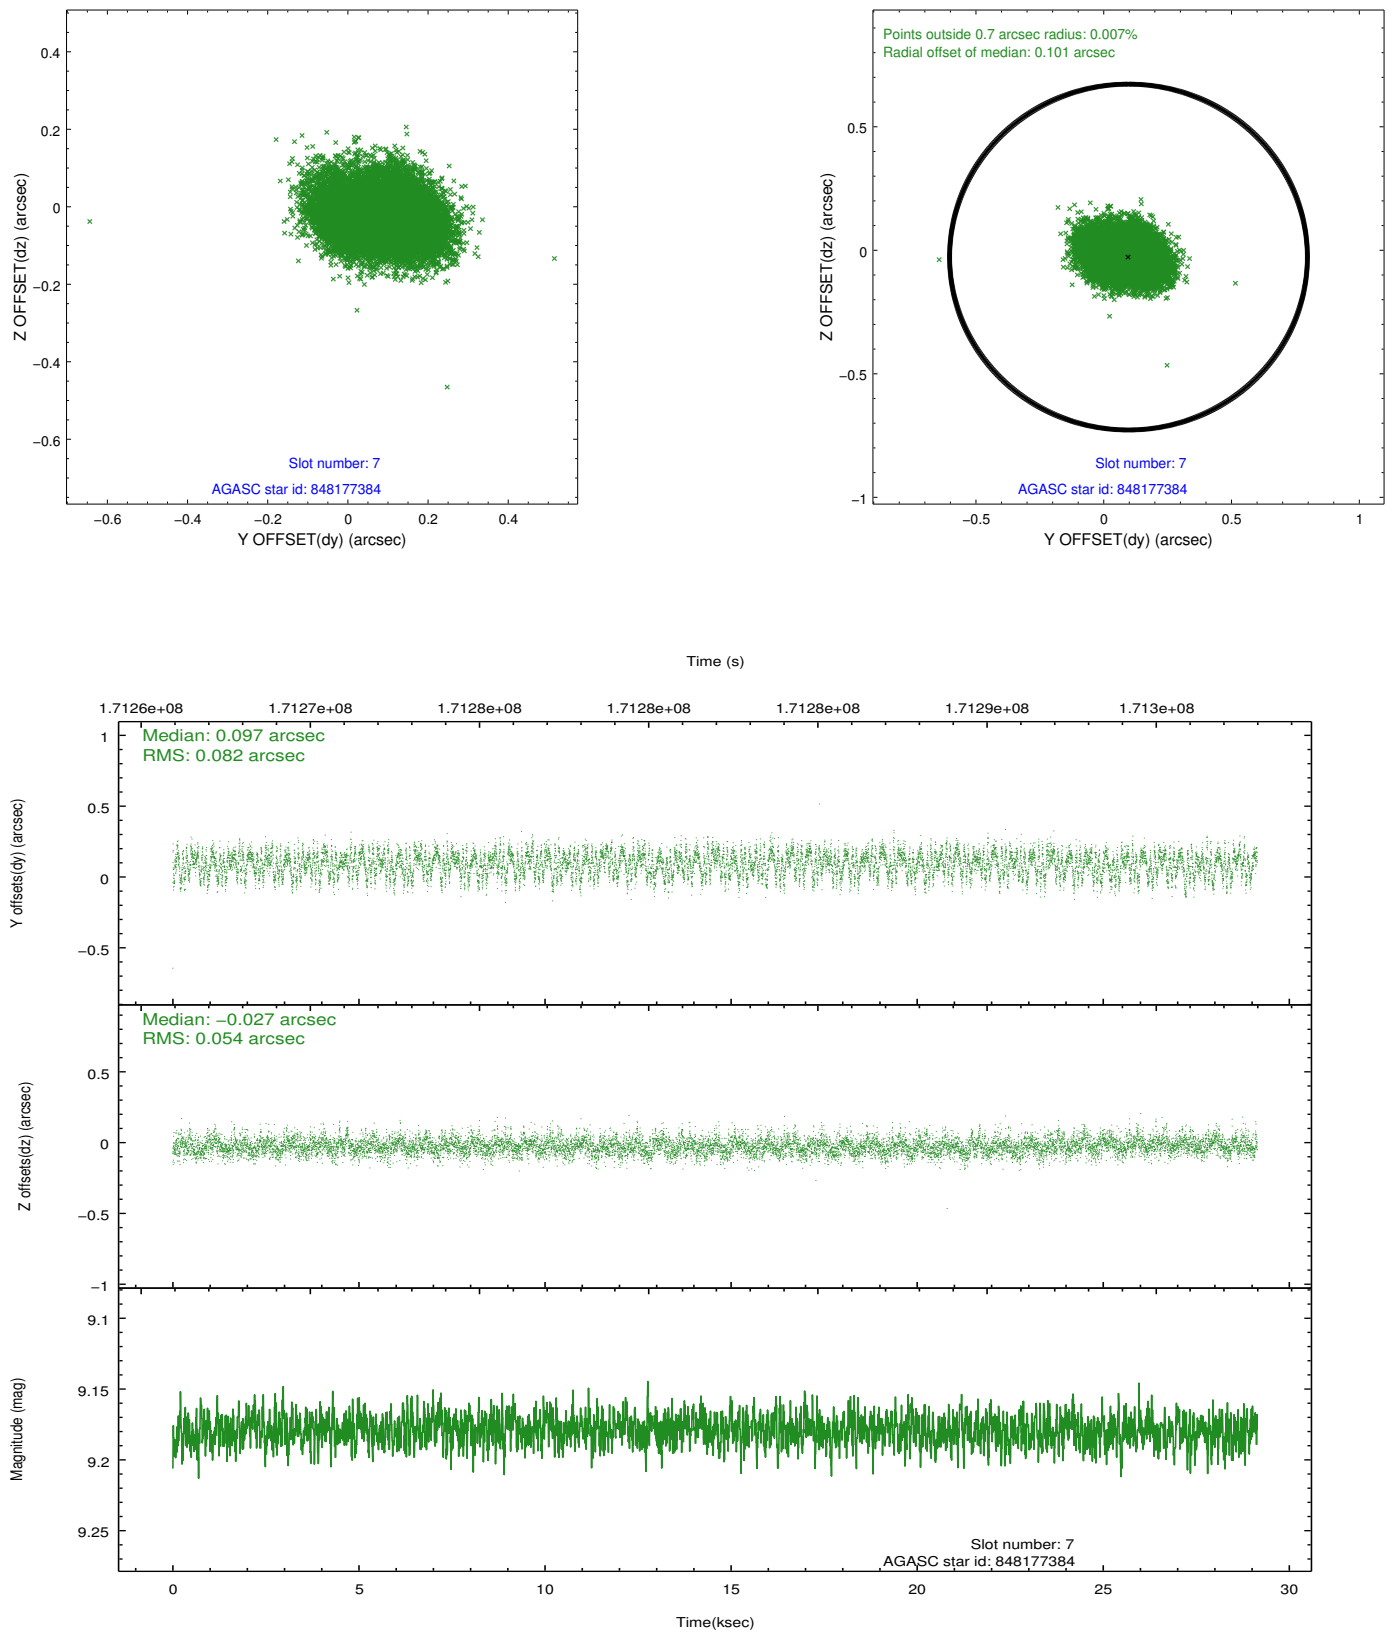 0.4
0.2
0
−0.2
−0.4
−0.6
Z OFFSET(dz) (arcsec)
Slot number: 7
AGASC star id: 848177384
−0.6 −0.4 −0.2 0 0.2 0.4
Y OFFSET(dy) (arcsec)
Points outside 0.7 arcsec radius: 0.007%
Radial offset of median: 0.101 arcsec
0.5
0
−0.5
−1
Z OFFSET(dz) (arcsec)
Slot number: 7
AGASC star id: 848177384
−0.5 0 0.5 1
Y OFFSET(dy) (arcsec)
Time (s)
1.7126e+08 1.7127e+08 1.7128e+08 1.7128e+08 1.7128e+08 1.7129e+08 1.713e+08
Median: 0.097 arcsec
RMS: 0.082 arcsec
1
0.5
0
−0.5
Y offsets(dy) (arcsec)
Median: −0.027 arcsec
RMS: 0.054 arcsec
0.5
0
−0.5
−1
Z offsets(dz) (arcsec)
9.1
9.15
9.2
9.25
Magnitude (mag)
Slot number: 7
AGASC star id: 848177384
0 5 10 15 20 25 30
Time(ksec)